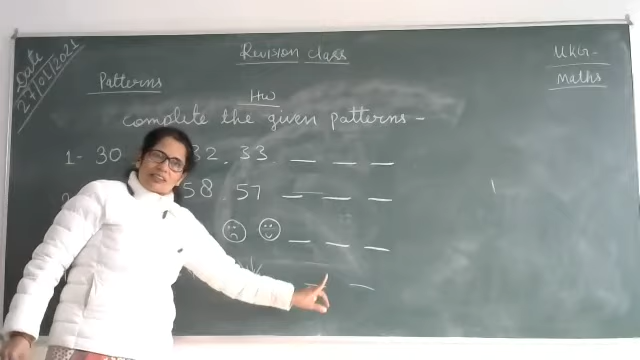 Date
27/01/2021
Revision class
UKG-
Maths
Patterns
HW
complete the given patterns -
1- 30 32, 33 _ _ _
58, 57 _ _ _
_ _ _